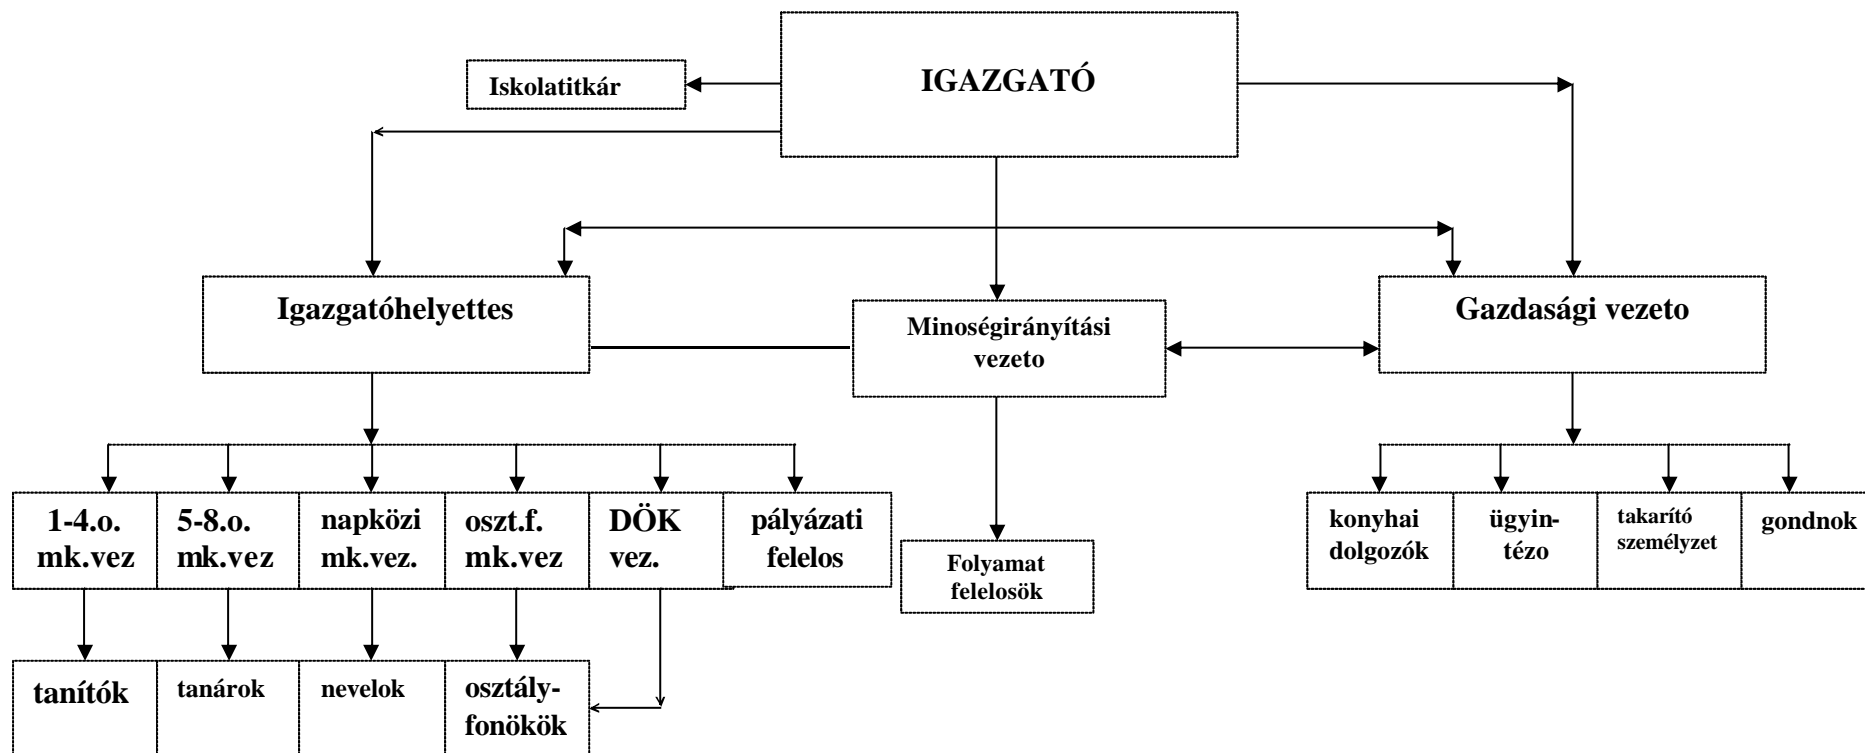 IGAZGATÓ
Iskolatitkár
Igazgatóhelyettes
Minoségirányítási
vezeto
Gazdasági vezeto
1-4.o.
mk.vez
5-8.o.
mk.vez
napközi
mk.vez.
oszt.f.
mk.vez
DÖK
vez.
pályázati
felelos
Folyamat
felelosök
konyhai
dolgozók
ügyin-
tézo
takarító
személyzet
gondnok
tanítók
tanárok
nevelok
osztály-
fonökök